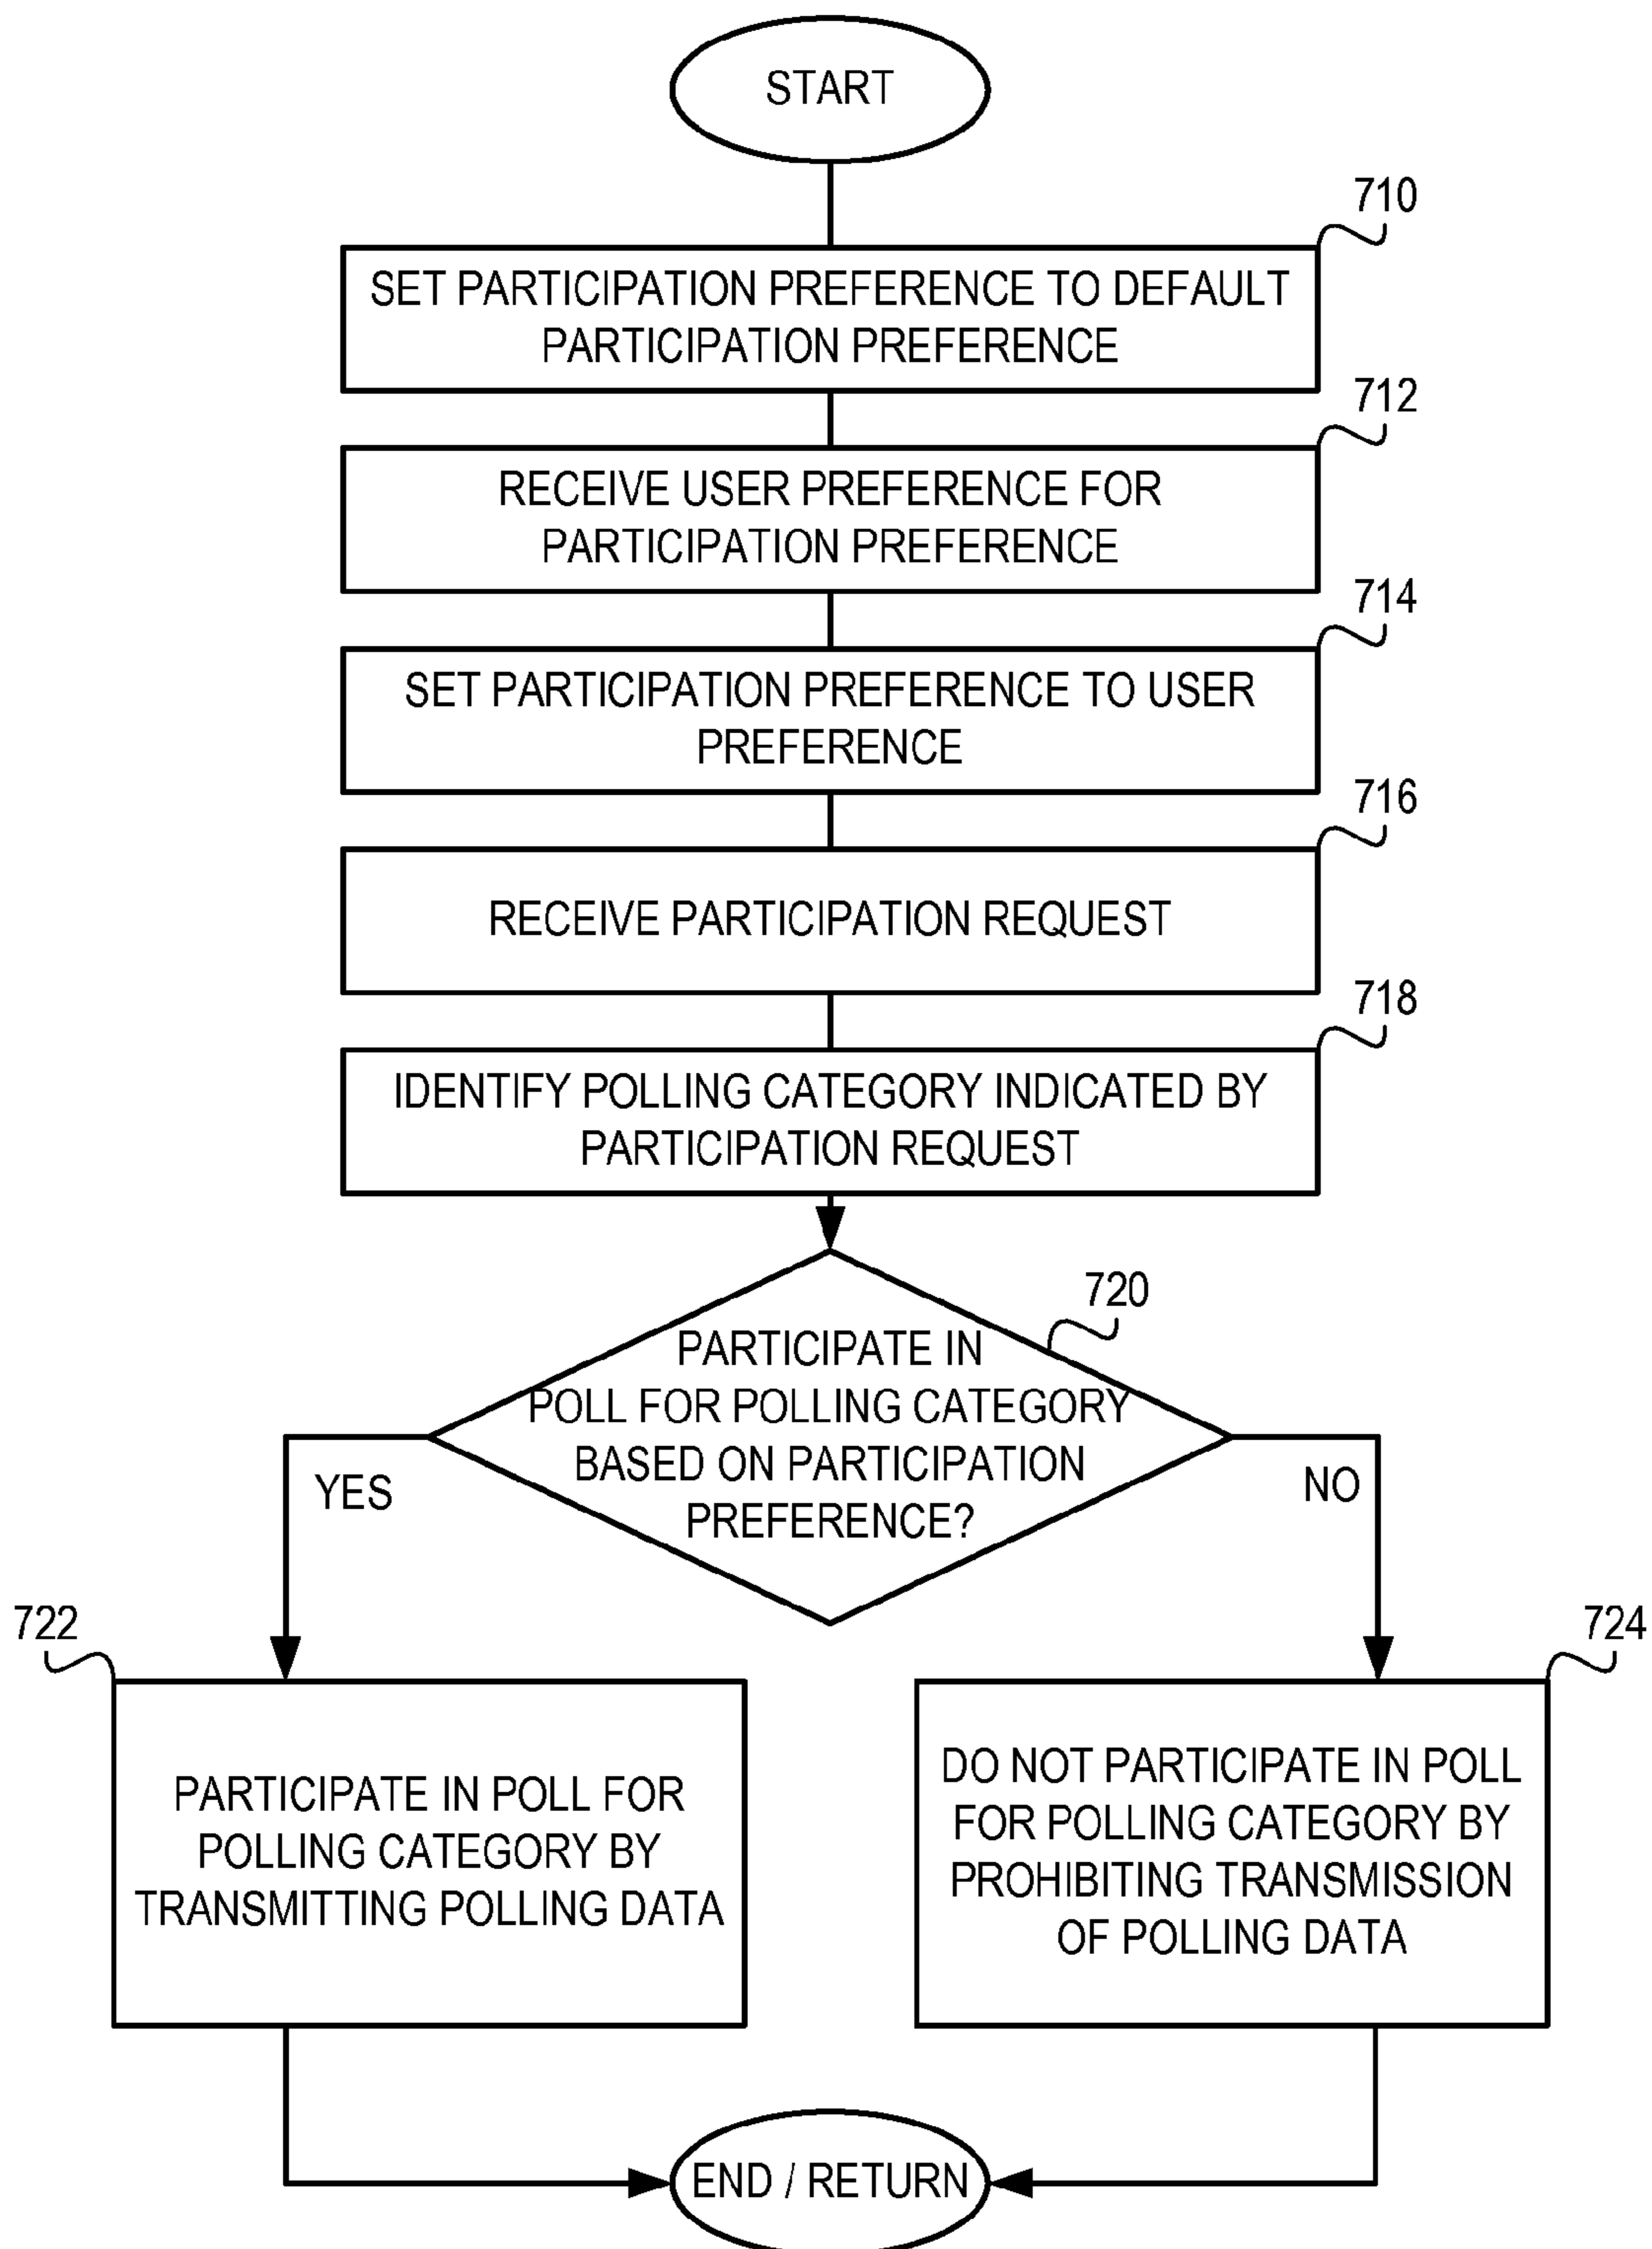 START
710
SET PARTICIPATION PREFERENCE TO DEFAULT
PARTICIPATION PREFERENCE
712
RECEIVE USER PREFERENCE FOR
PARTICIPATION PREFERENCE
714
SET PARTICIPATION PREFERENCE TO USER
PREFERENCE
716
RECEIVE PARTICIPATION REQUEST
718
IDENTIFY POLLING CATEGORY INDICATED BY
PARTICIPATION REQUEST
720
PARTICIPATE IN
POLL FOR POLLING CATEGORY
BASED ON PARTICIPATION
PREFERENCE?
YES
NO
722
PARTICIPATE IN POLL FOR
POLLING CATEGORY BY
TRANSMITTING POLLING DATA
724
DO NOT PARTICIPATE IN POLL
FOR POLLING CATEGORY BY
PROHIBITING TRANSMISSION
OF POLLING DATA
END / RETURN